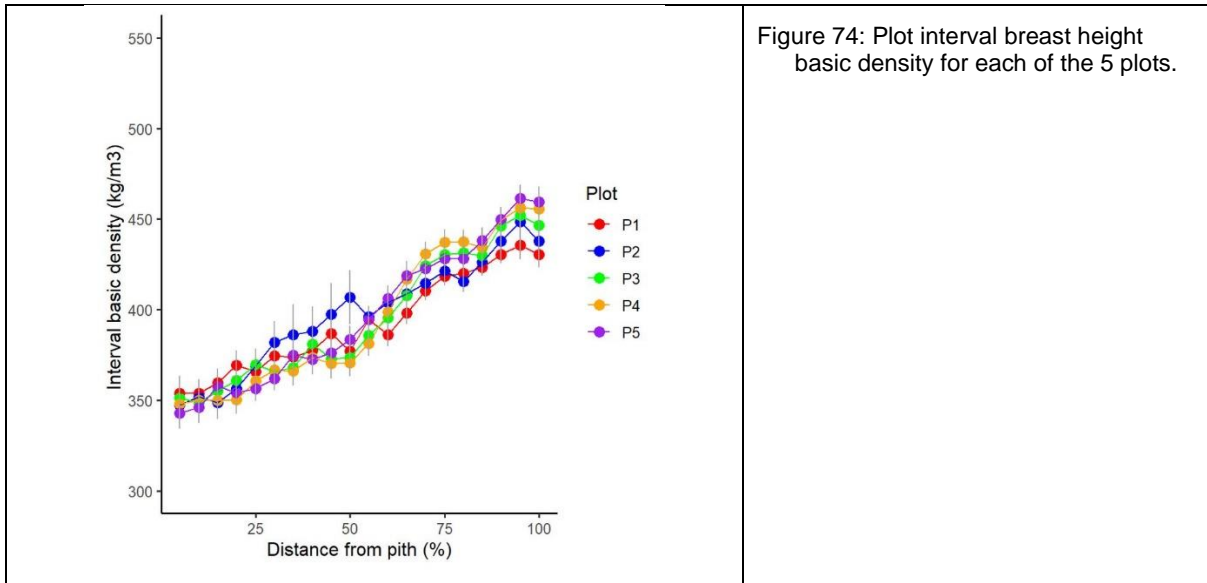 Figure 74: Plot interval breast height
basic density for each of the 5 plots.
550
500
450
400
350
300
Interval basic density (kg/m3)
25
50
75
100
Distance from pith (%)
Plot
P1
P2
P3
P4
P5